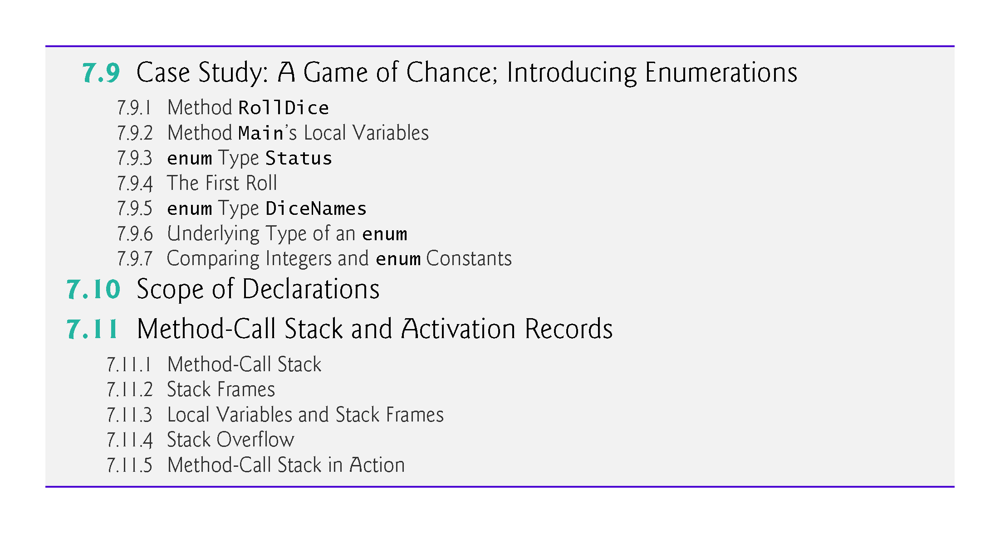 7.9 Case Study: A Game of Chance; Introducing Enumerations
7.9.1 Method RollDice
7.9.2 Method Main’s Local Variables
7.9.3 enum Type Status
7.9.4 The First Roll
7.9.5 enum Type DiceNames
7.9.6 Underlying Type of an enum
7.9.7 Comparing Integers and enum Constants
7.10 Scope of Declarations
7.11 Method-Call Stack and Activation Records
7.11.1 Method-Call Stack
7.11.2 Stack Frames
7.11.3 Local Variables and Stack Frames
7.11.4 Stack Overflow
7.11.5 Method-Call Stack in Action